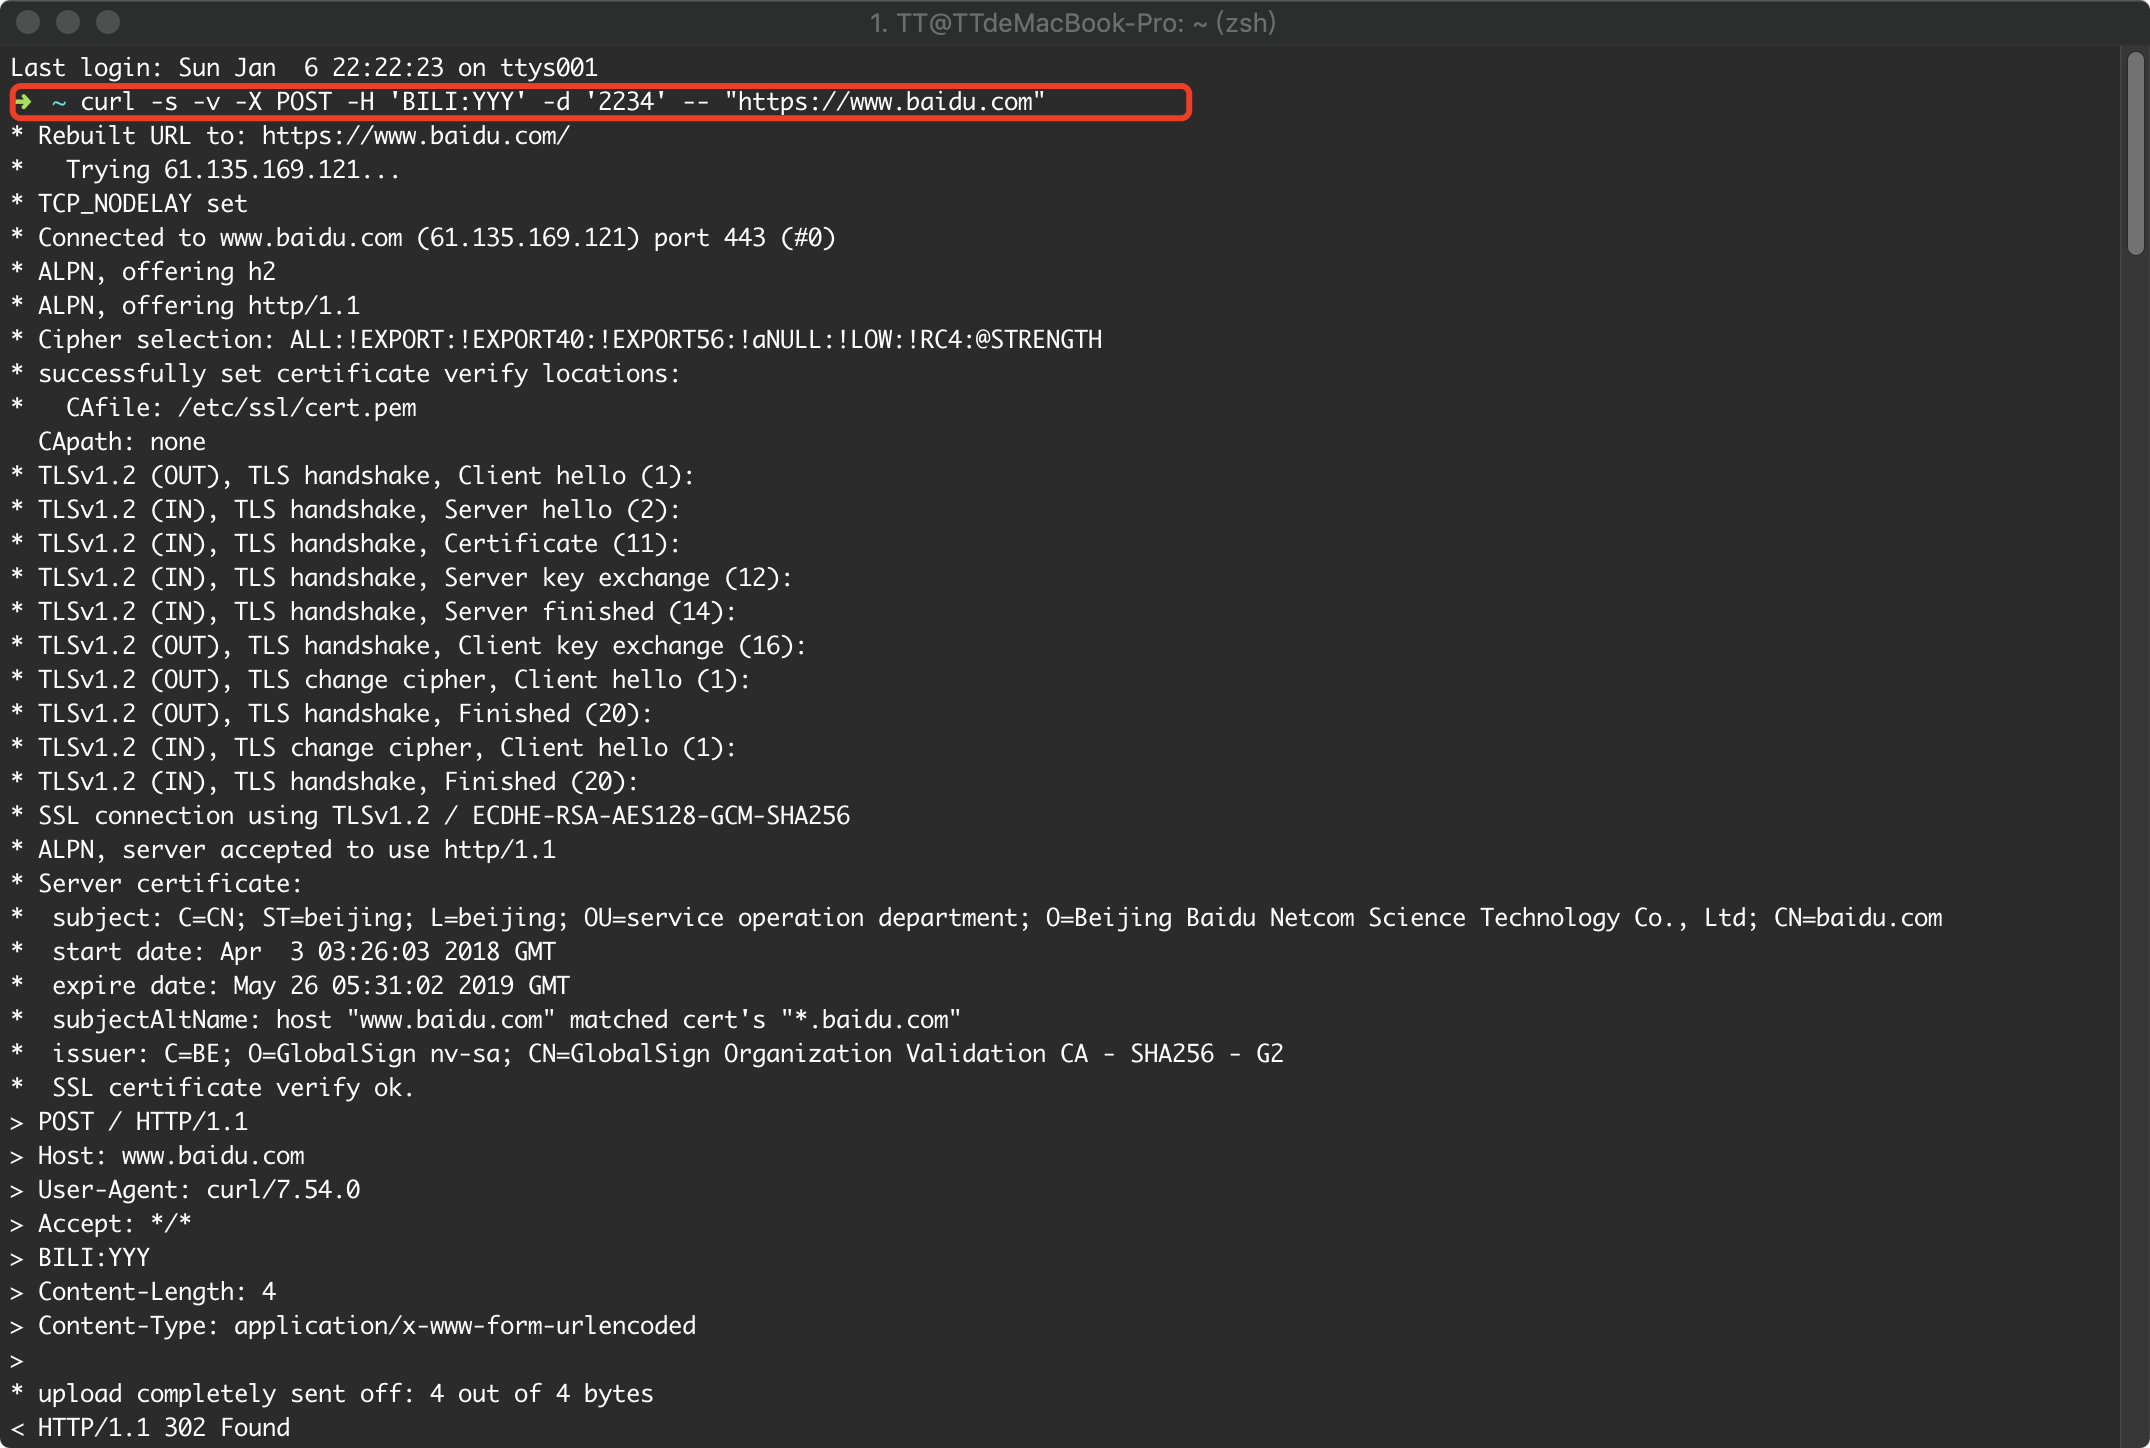 1. TT@TTdeMacBook-Pro: ~ (zsh)
Last login: Sun Jan  6 22:22:23 on ttys001
➜  ~ curl -s -v -X POST -H 'BILI:YYY' -d '2234' -- "https://www.baidu.com"
* Rebuilt URL to: https://www.baidu.com/
*   Trying 61.135.169.121...
* TCP_NODELAY set
* Connected to www.baidu.com (61.135.169.121) port 443 (#0)
* ALPN, offering h2
* ALPN, offering http/1.1
* Cipher selection: ALL:!EXPORT:!EXPORT40:!EXPORT56:!aNULL:!LOW:!RC4:@STRENGTH
* successfully set certificate verify locations:
*   CAfile: /etc/ssl/cert.pem
  CApath: none
* TLSv1.2 (OUT), TLS handshake, Client hello (1):
* TLSv1.2 (IN), TLS handshake, Server hello (2):
* TLSv1.2 (IN), TLS handshake, Certificate (11):
* TLSv1.2 (IN), TLS handshake, Server key exchange (12):
* TLSv1.2 (IN), TLS handshake, Server finished (14):
* TLSv1.2 (OUT), TLS handshake, Client key exchange (16):
* TLSv1.2 (OUT), TLS change cipher, Client hello (1):
* TLSv1.2 (OUT), TLS handshake, Finished (20):
* TLSv1.2 (IN), TLS change cipher, Client hello (1):
* TLSv1.2 (IN), TLS handshake, Finished (20):
* SSL connection using TLSv1.2 / ECDHE-RSA-AES128-GCM-SHA256
* ALPN, server accepted to use http/1.1
* Server certificate:
*  subject: C=CN; ST=beijing; L=beijing; OU=service operation department; O=Beijing Baidu Netcom Science Technology Co., Ltd; CN=baidu.com
*  start date: Apr  3 03:26:03 2018 GMT
*  expire date: May 26 05:31:02 2019 GMT
*  subjectAltName: host "www.baidu.com" matched cert's "*.baidu.com"
*  issuer: C=BE; O=GlobalSign nv-sa; CN=GlobalSign Organization Validation CA - SHA256 - G2
*  SSL certificate verify ok.
> POST / HTTP/1.1
> Host: www.baidu.com
> User-Agent: curl/7.54.0
> Accept: */*
> BILI:YYY
> Content-Length: 4
> Content-Type: application/x-www-form-urlencoded
>
* upload completely sent off: 4 out of 4 bytes
< HTTP/1.1 302 Found